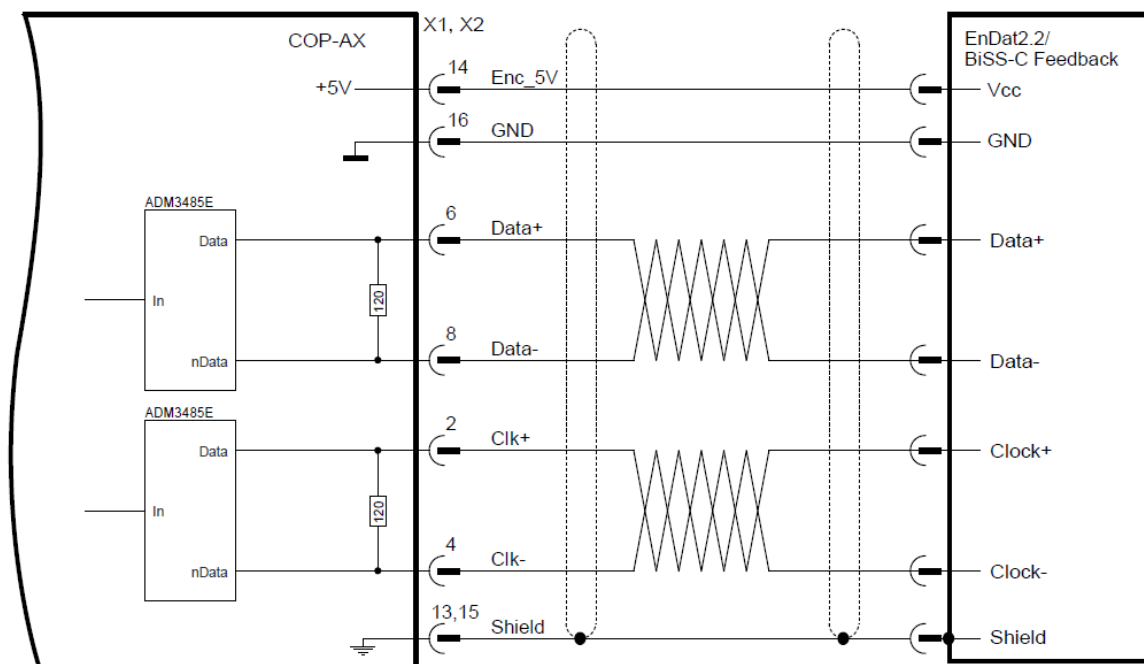 COP-AX
X1, X2
EnDat2.2/
BiSS-C Feedback
+5V
14
Enc_5V
Vcc
16
GND
GND
ADM3485E
Data
6
Data+
Data+
In
120
nData
8
Data-
Data-
ADM3485E
Data
2
Clk+
Clock+
In
120
nData
4
Clk-
Clock-
13,15
Shield
Shield